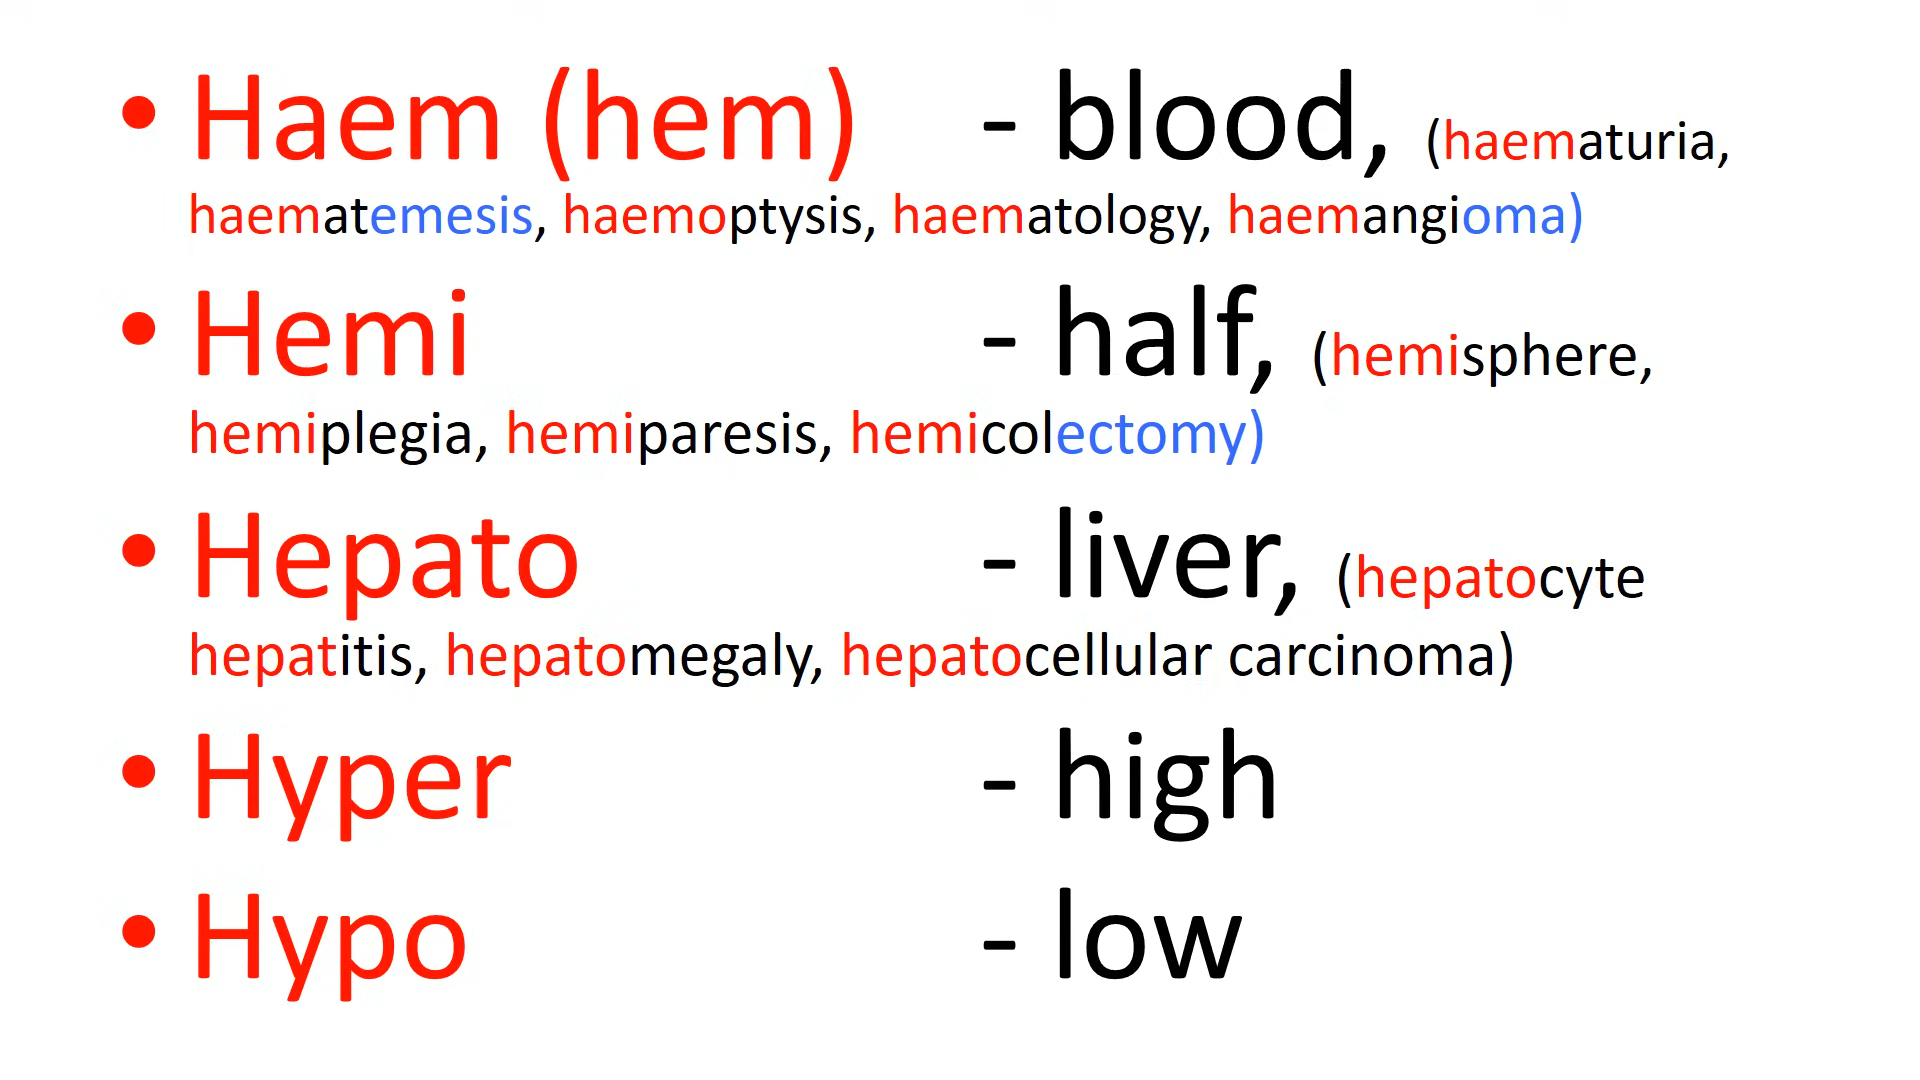 • Haem (hem) - blood, (haematuria,
haematemesis, haemoptysis, haematology, haemangioma)
• Hemi - half, (hemisphere,
hemiplegia, hemiparesis, hemicolectomy)
• Hepato - liver, (hepatocyte
hepatitis, hepatomegaly, hepatocellular carcinoma)
• Hyper - high
• Hypo - low